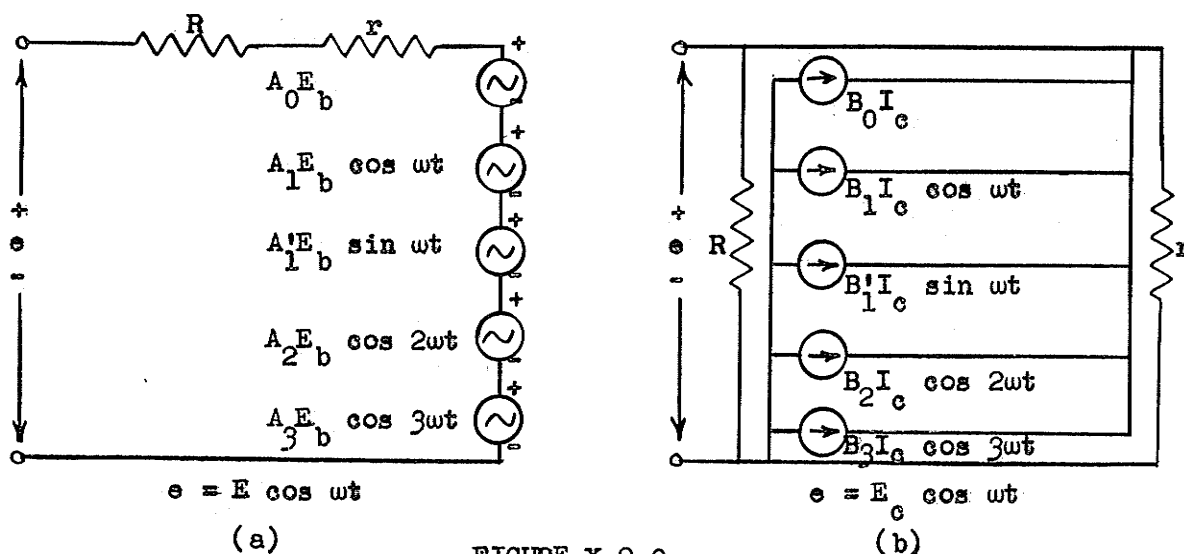 R r
+
A0Eb
-
+
A1Eb cos ωt
-
+
A'1Eb sin ωt
-
+
A2Eb cos 2ωt
-
+
A3Eb cos 3ωt
-
+
e
-
e = E cos ωt
(a)
B0Ic
B1Ic cos ωt
+
e
-
R
r
B'1Ic sin ωt
B2Ic cos 2ωt
B3Ic cos 3ωt
e = Ec cos ωt
(b)